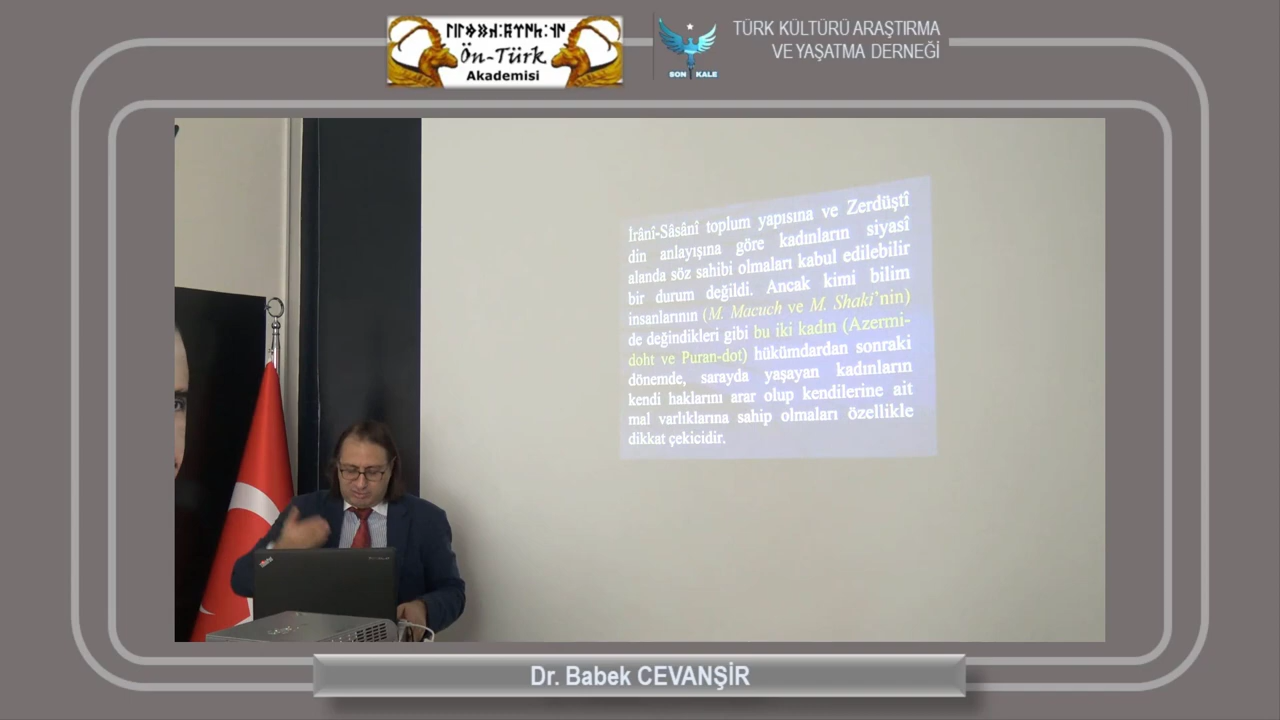 Ön-Türk
Akademisi
SON KALE
TÜRK KÜLTÜRÜ ARAŞTIRMA
VE YAŞATMA DERNEĞİ
İrânî-Sâsânî toplum yapısına ve Zerdüştî
din anlayışına göre kadınların siyasî
alanda söz sahibi olmaları kabul edilebilir
bir durum değildi. Ancak kimi bilim
insanlarının (M. Macuch ve M. Shaki'nin)
de değindikleri gibi bu iki kadın (Azermi-
doht ve Puran-dot) hükümdardan sonraki
dönemde, sarayda yaşayan kadınların
kendi haklarını arar olup kendilerine ait
mal varlıklarına sahip olmaları özellikle
dikkat çekicidir.
Dr. Babek CEVANŞİR